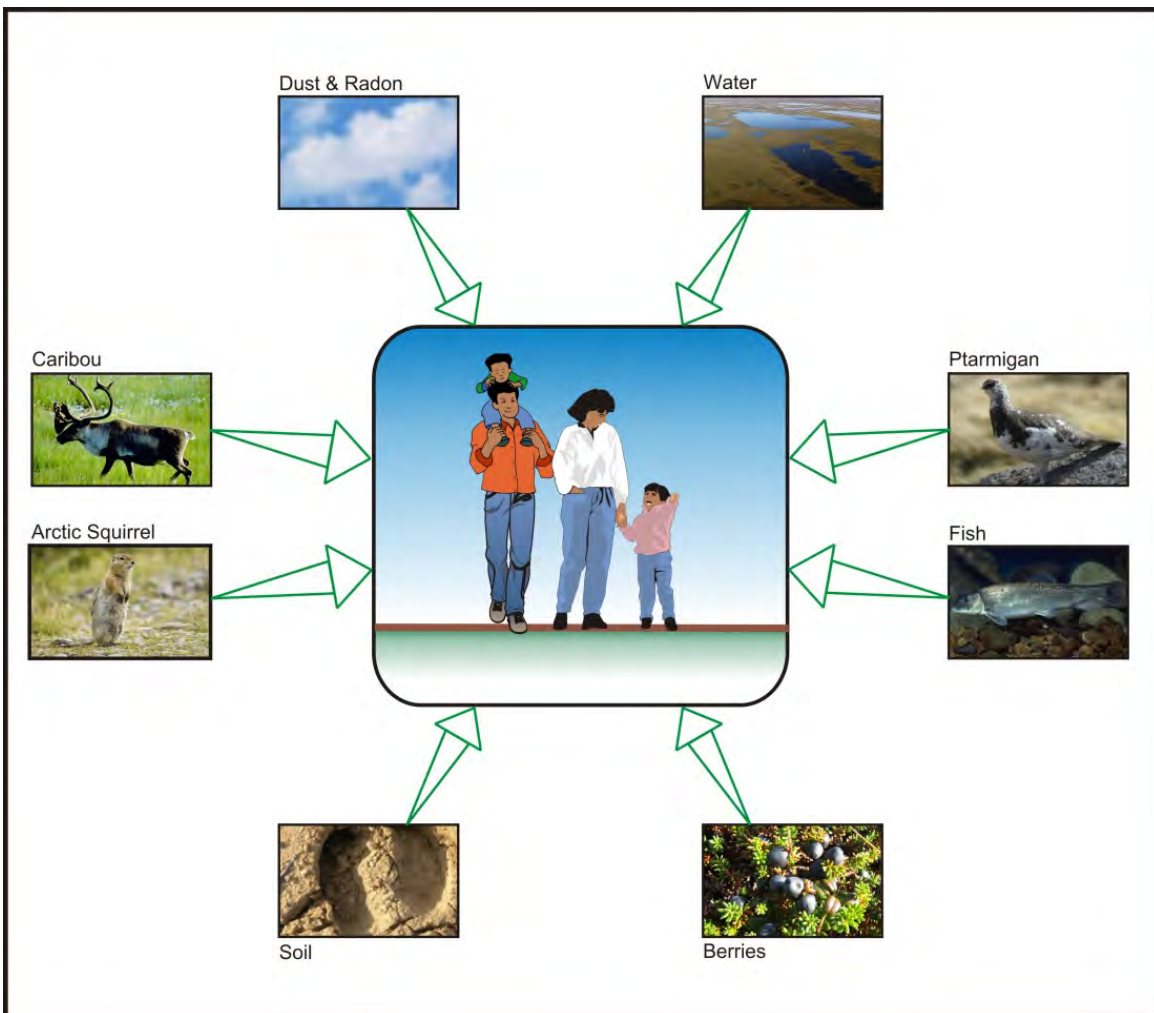 Dust & Radon
Water
Caribou
Ptarmigan
Arctic Squirrel
Fish
Soil
Berries